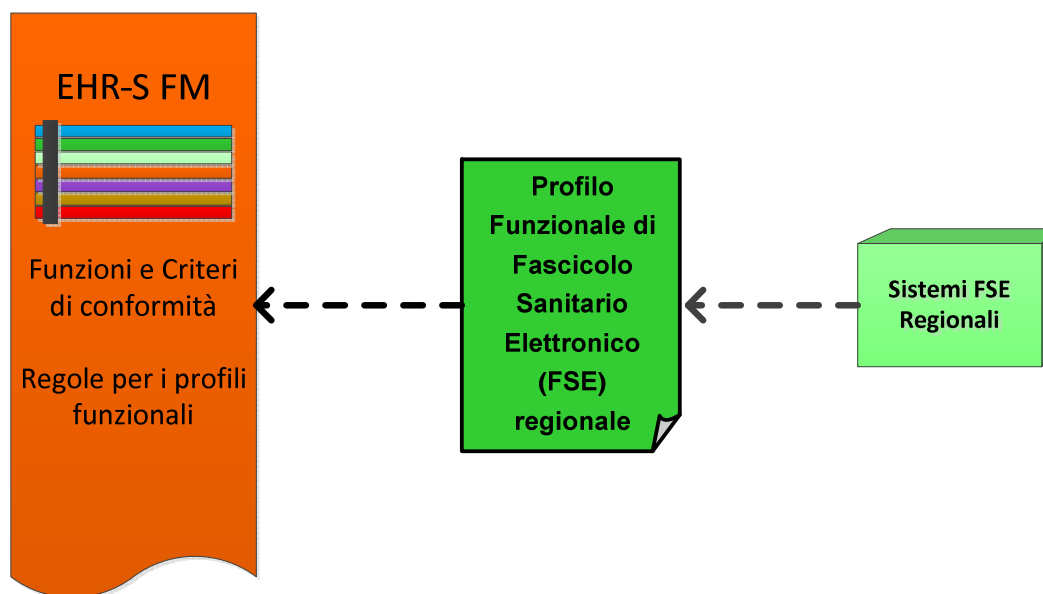 EHR-S FM
Funzioni e Criteri
di conformità
Regole per i profili
funzionali
Profilo
Funzionale di
Fascicolo
Sanitario
Elettronico
(FSE)
regionale
Sistemi FSE
Regionali